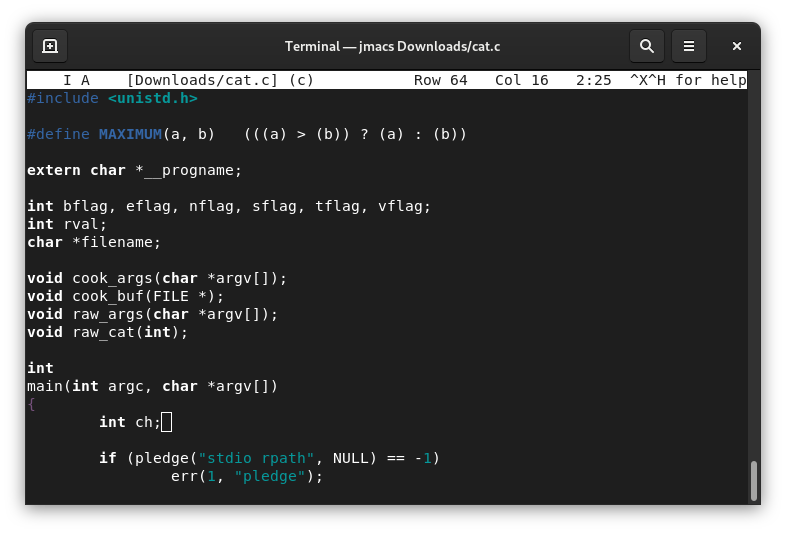 Terminal — jmacs Downloads/cat.c
    I A    [Downloads/cat.c] (c)           Row 64   Col 16   2:25  ^X^H for help
#include <unistd.h>
#define MAXIMUM(a, b)   (((a) > (b)) ? (a) : (b))
extern char *__progname;
int bflag, eflag, nflag, sflag, tflag, vflag;
int rval;
char *filename;
void cook_args(char *argv[]);
void cook_buf(FILE *);
void raw_args(char *argv[]);
void raw_cat(int);
int
main(int argc, char *argv[])
{
        int ch;
        if (pledge("stdio rpath", NULL) == -1)
                err(1, "pledge");